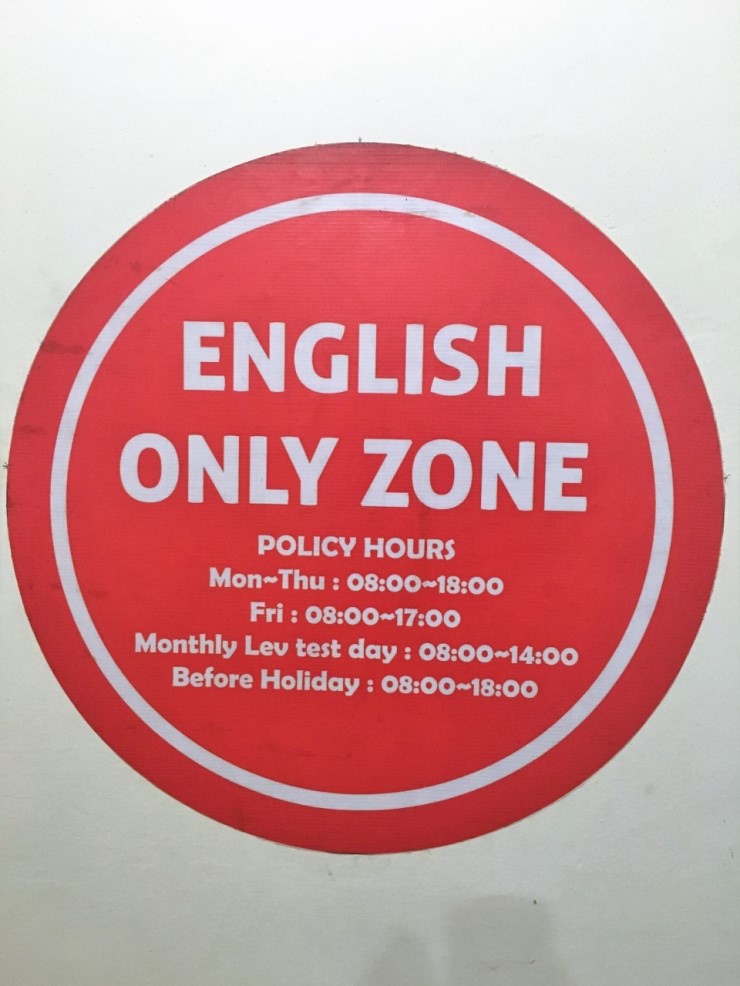 ENGLISH
ONLY ZONE
POLICY HOURS
Mon~Thu : 08:00~18:00
Fri : 08:00~17:00
Monthly Lev test day : 08:00~14:00
Before Holiday : 08:00~18:00